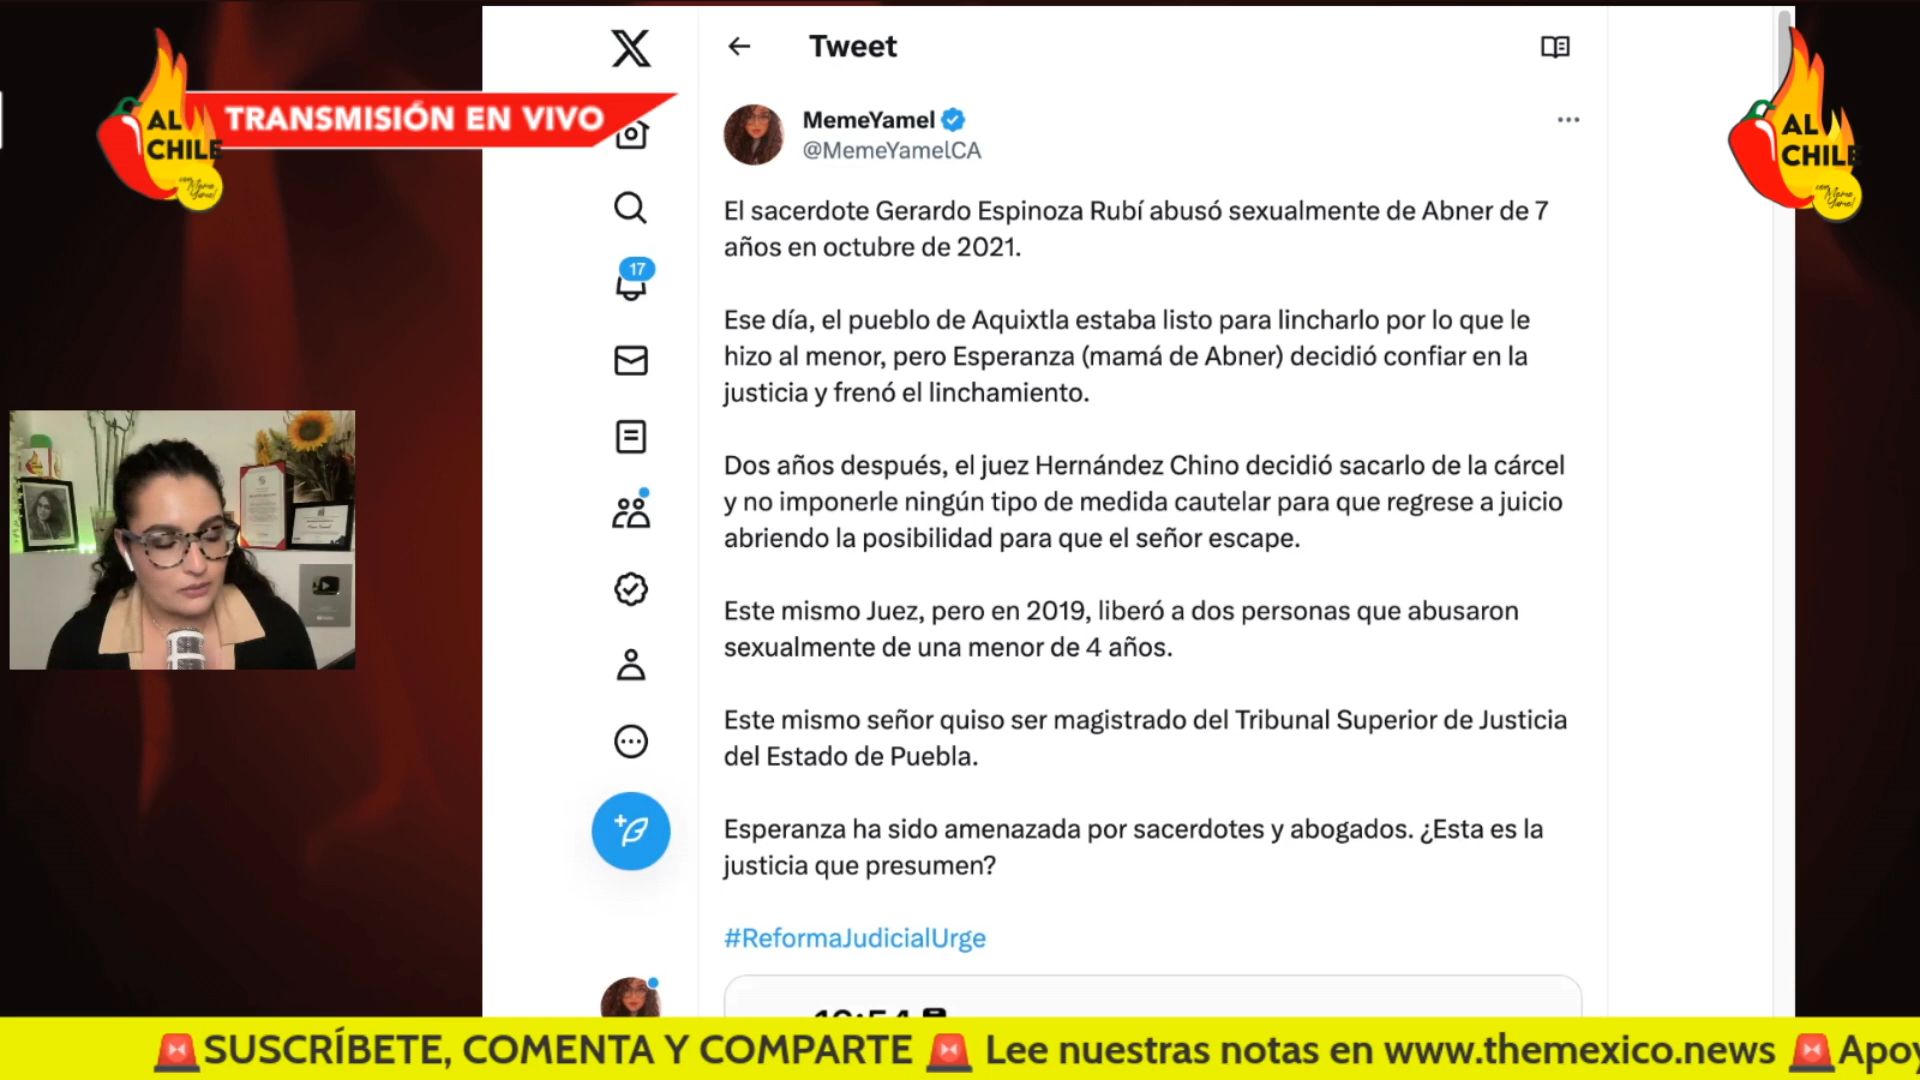 Tweet
AL
CHILE
con Meme Yamel
TRANSMISIÓN EN VIVO
AL
CHILE
con Meme Yamel
MemeYamel
@MemeYamelCA
17
El sacerdote Gerardo Espinoza Rubí abusó sexualmente de Abner de 7
años en octubre de 2021.
Ese día, el pueblo de Aquixtla estaba listo para lincharlo por lo que le
hizo al menor, pero Esperanza (mamá de Abner) decidió confiar en la
justicia y frenó el linchamiento.
Dos años después, el juez Hernández Chino decidió sacarlo de la cárcel
y no imponerle ningún tipo de medida cautelar para que regrese a juicio
abriendo la posibilidad para que el señor escape.
Este mismo Juez, pero en 2019, liberó a dos personas que abusaron
sexualmente de una menor de 4 años.
Este mismo señor quiso ser magistrado del Tribunal Superior de Justicia
del Estado de Puebla.
Esperanza ha sido amenazada por sacerdotes y abogados. ¿Esta es la
justicia que presumen?
#ReformaJudicialUrge
SUSCRÍBETE, COMENTA Y COMPARTE Lee nuestras notas en www.themexico.news Apoy